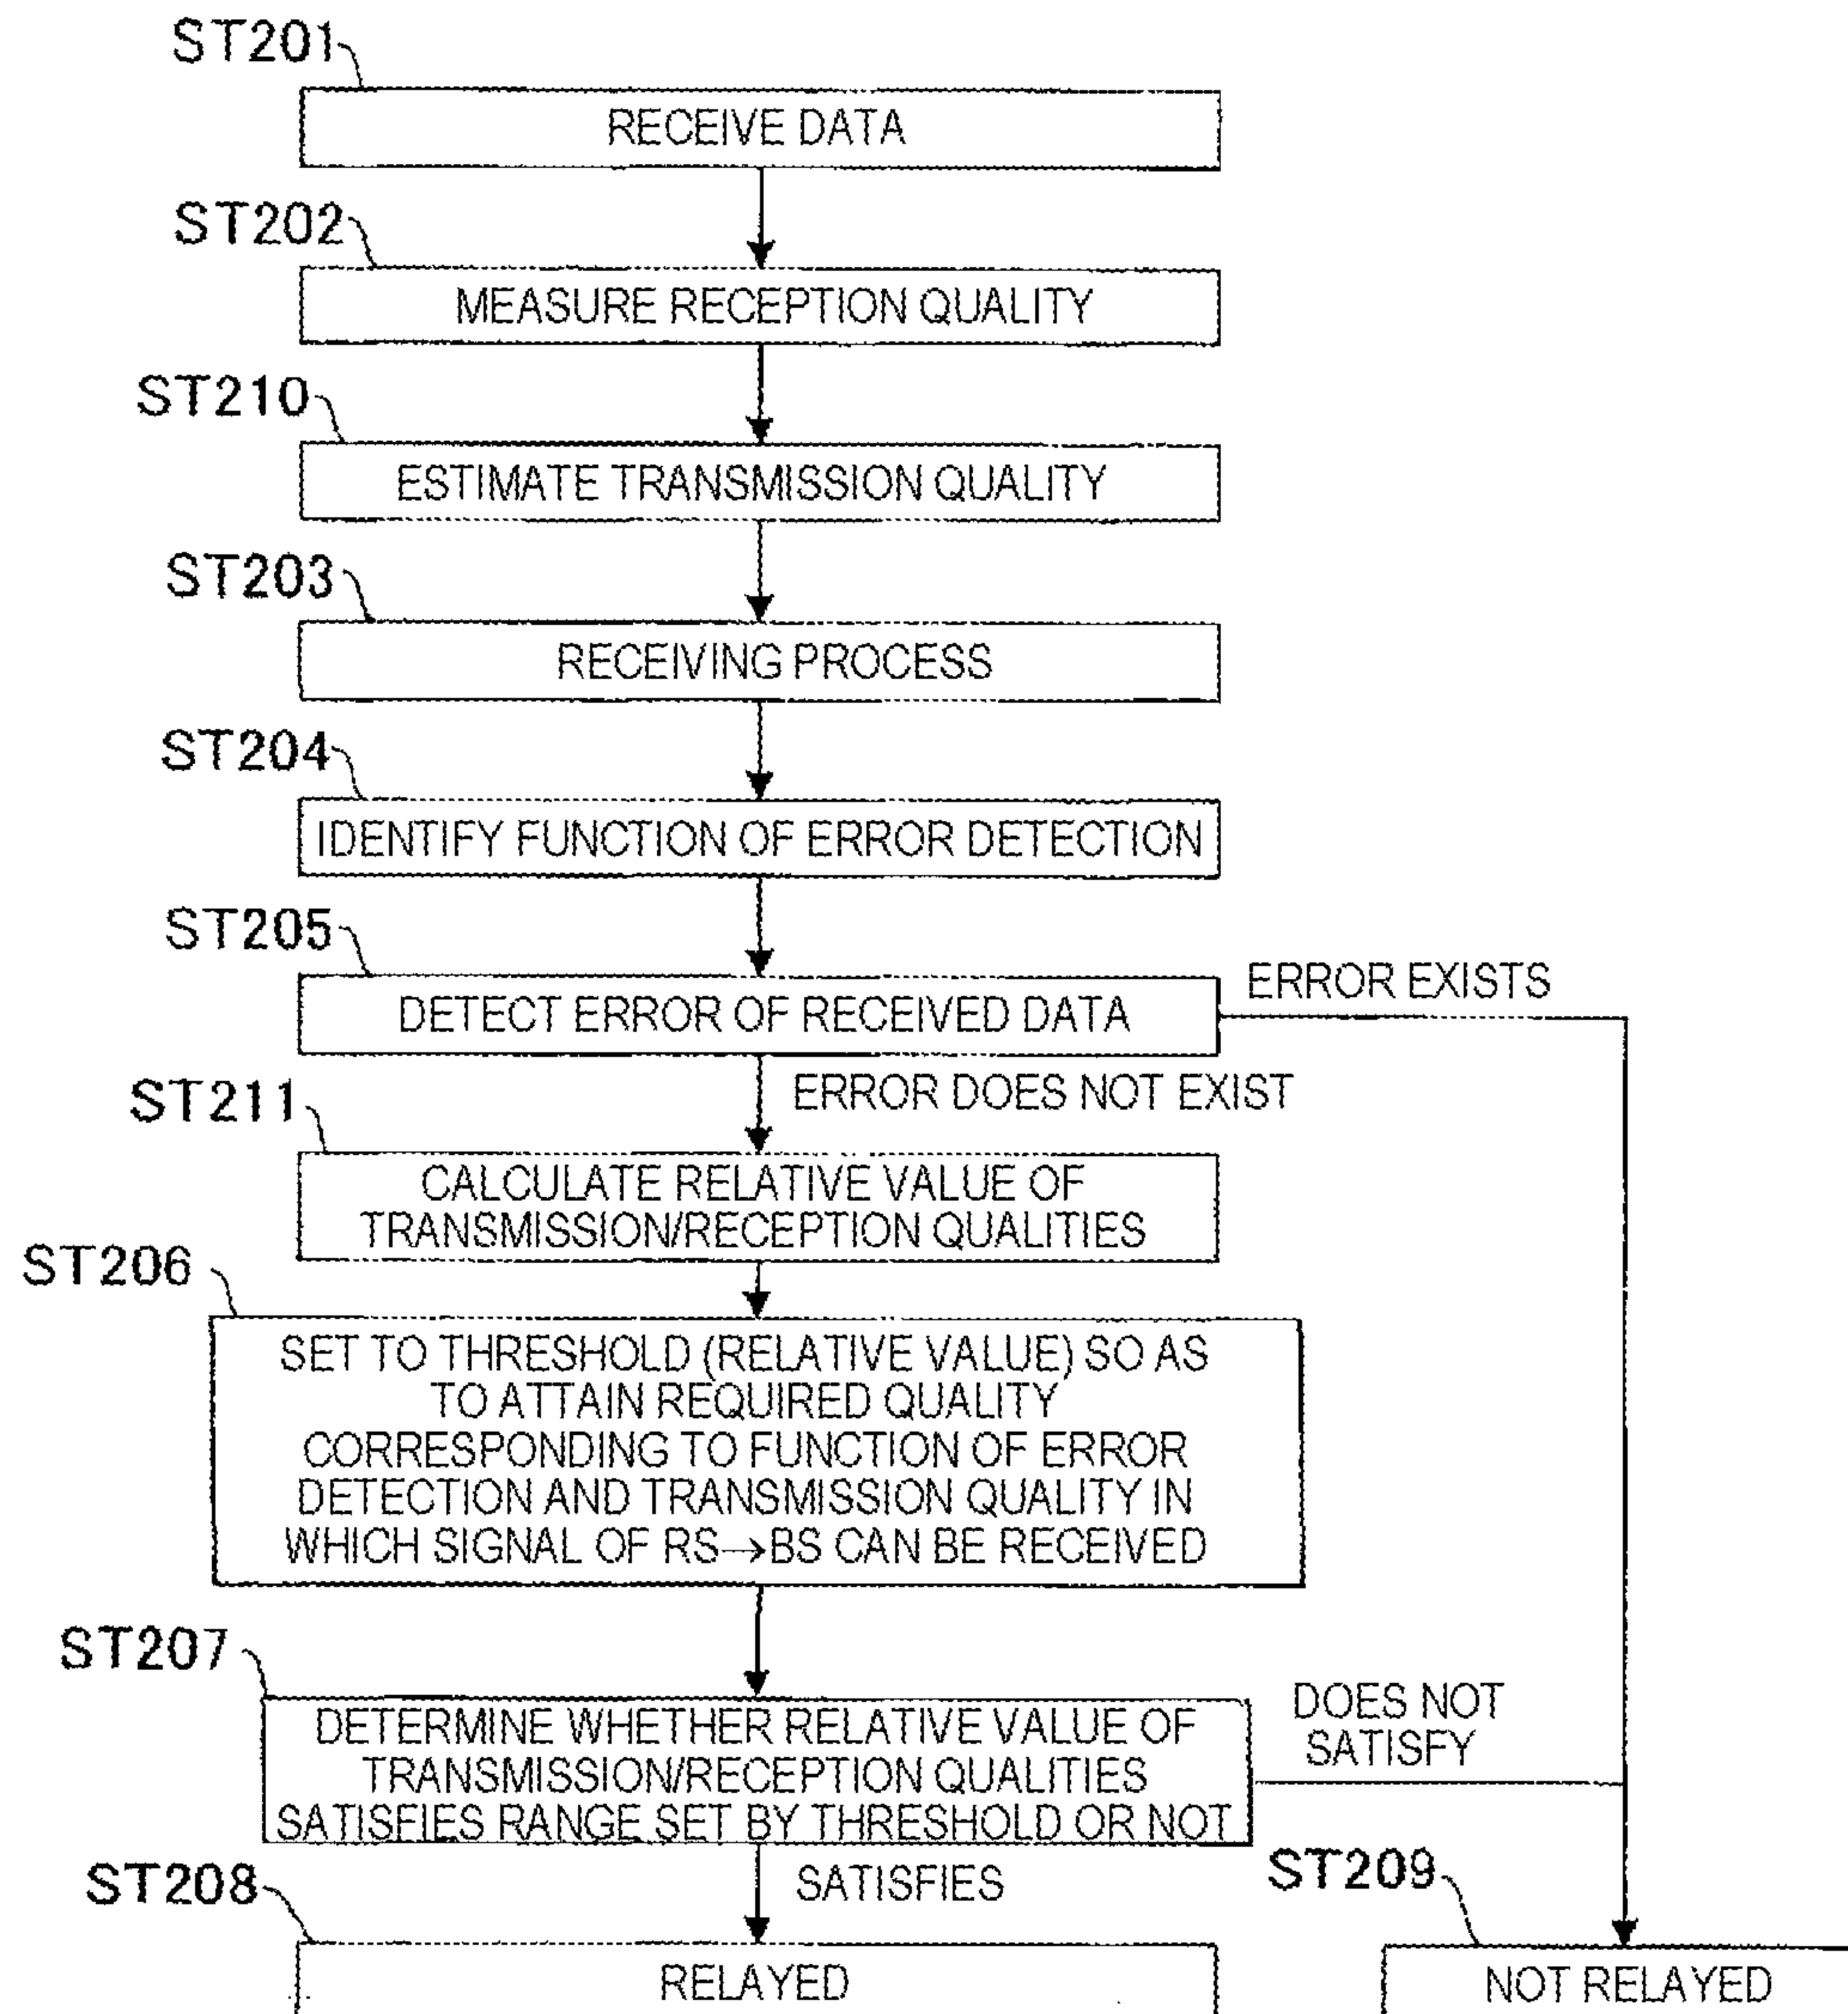 ST201
RECEIVE DATA
ST202
MEASURE RECEPTION QUALITY
ST210
ESTIMATE TRANSMISSION QUALITY
ST203
RECEIVING PROCESS
ST204
IDENTIFY FUNCTION OF ERROR DETECTION
ST205
DETECT ERROR OF RECEIVED DATA
ERROR EXISTS
ERROR DOES NOT EXIST
ST211
CALCULATE RELATIVE VALUE OF
TRANSMISSION/RECEPTION QUALITIES
ST206
SET TO THRESHOLD (RELATIVE VALUE) SO AS
TO ATTAIN REQUIRED QUALITY
CORRESPONDING TO FUNCTION OF ERROR
DETECTION AND TRANSMISSION QUALITY IN
WHICH SIGNAL OF RS→BS CAN BE RECEIVED
ST207
DETERMINE WHETHER RELATIVE VALUE OF
TRANSMISSION/RECEPTION QUALITIES
SATISFIES RANGE SET BY THRESHOLD OR NOT
DOES NOT
SATISFY
SATISFIES
ST208
RELAYED
ST209
NOT RELAYED